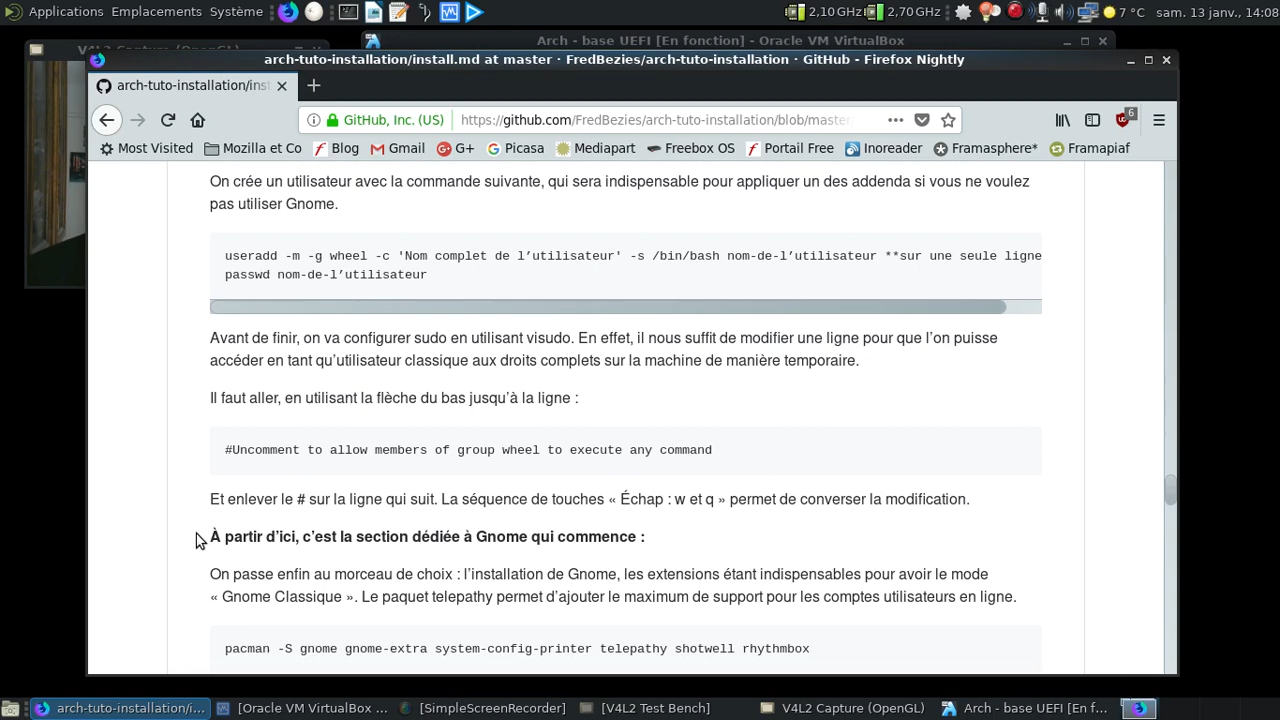 Applications Emplacements Système 2,10 GHz 2,70 GHz 7 °C sam. 13 janv., 14:08
V4L2 Capture (OpenGL) Arch - base UEFI [En fonction] - Oracle VM VirtualBox
arch-tuto-installation/install.md at master · FredBezies/arch-tuto-installation · GitHub - Firefox Nightly
arch-tuto-installation/inst
GitHub, Inc. (US) https://github.com/FredBezies/arch-tuto-installation/blob/master 6
Most Visited Mozilla et Co Blog Gmail G+ Picasa Mediapart Freebox OS Portail Free Inoreader Framasphere* Framapiaf
On crée un utilisateur avec la commande suivante, qui sera indispensable pour appliquer un des addenda si vous ne voulez
pas utiliser Gnome.
useradd -m -g wheel -c 'Nom complet de l’utilisateur' -s /bin/bash nom-de-l’utilisateur **sur une seule ligne
passwd nom-de-l’utilisateur
Avant de finir, on va configurer sudo en utilisant visudo. En effet, il nous suffit de modifier une ligne pour que l’on puisse
accéder en tant qu’utilisateur classique aux droits complets sur la machine de manière temporaire.
Il faut aller, en utilisant la flèche du bas jusqu’à la ligne :
#Uncomment to allow members of group wheel to execute any command
Et enlever le # sur la ligne qui suit. La séquence de touches « Échap : w et q » permet de converser la modification.
À partir d’ici, c’est la section dédiée à Gnome qui commence :
On passe enfin au morceau de choix : l’installation de Gnome, les extensions étant indispensables pour avoir le mode
« Gnome Classique ». Le paquet telepathy permet d’ajouter le maximum de support pour les comptes utilisateurs en ligne.
pacman -S gnome gnome-extra system-config-printer telepathy shotwell rhythmbox
arch-tuto-installation/i... [Oracle VM VirtualBox ... [SimpleScreenRecorder] [V4L2 Test Bench] V4L2 Capture (OpenGL) Arch - base UEFI [En f...